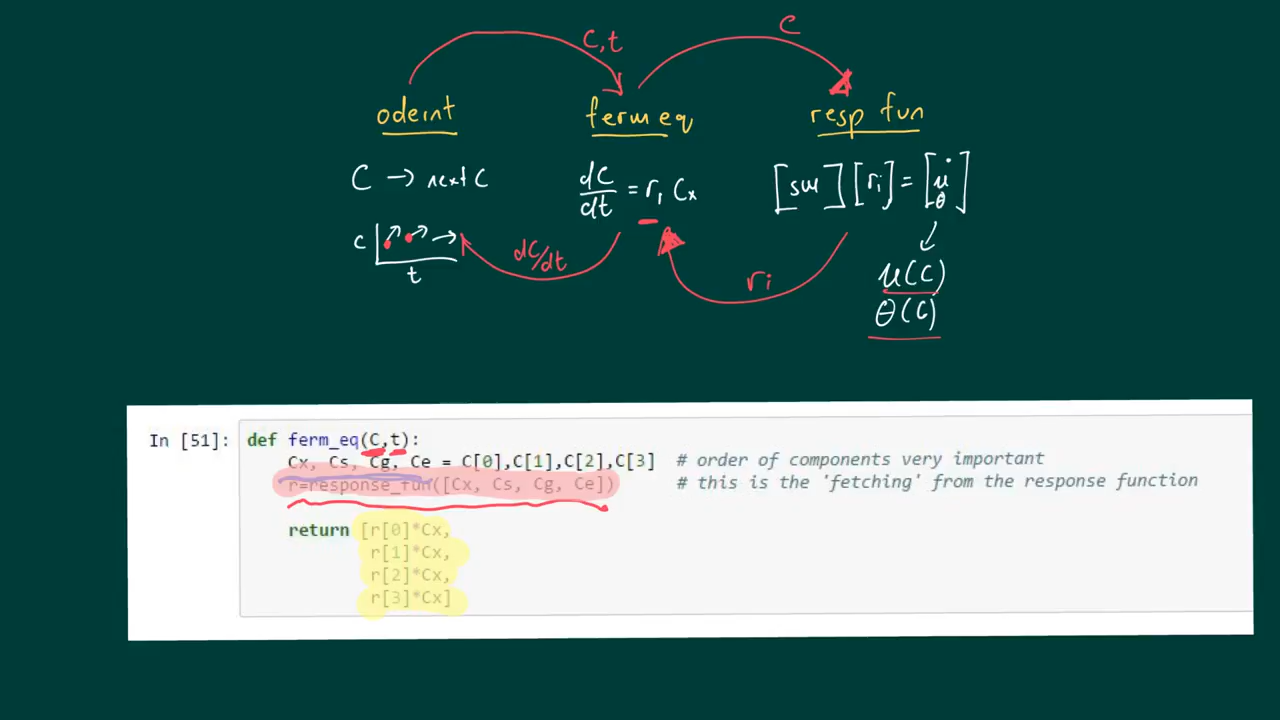 C,t
C
odeint
ferm eq
resp fun
C → next C
dC/dt = r, Cx
[sw] [ri] = [μ̇ θ]
C
t
dC/dt
ri
μ(C)
θ(C)
In [51]: def ferm_eq(C,t):
Cx, Cs, Cg, Ce = C[0],C[1],C[2],C[3] # order of components very important
r=response_fun([Cx, Cs, Cg, Ce]) # this is the 'fetching' from the response function
return [r[0]*Cx,
r[1]*Cx,
r[2]*Cx,
r[3]*Cx]